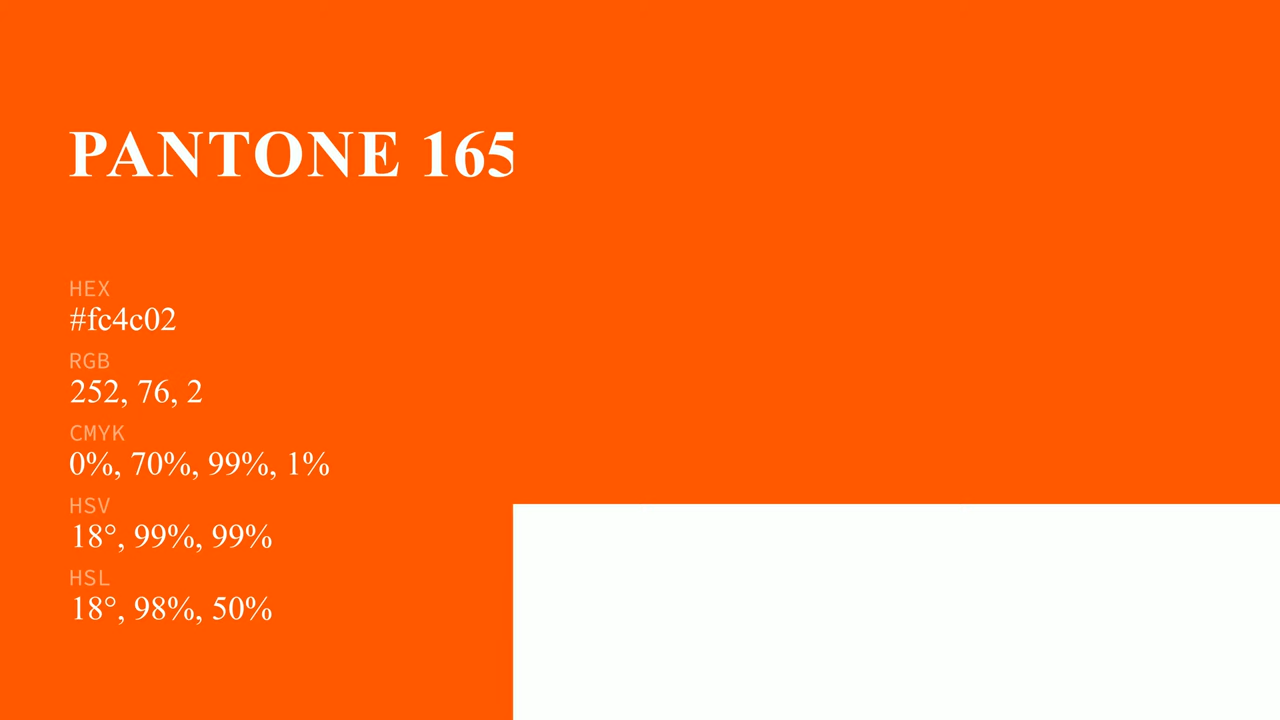 PANTONE 165
HEX
#fc4c02
RGB
252, 76, 2
CMYK
0%, 70%, 99%, 1%
HSV
18°, 99%, 99%
HSL
18°, 98%, 50%